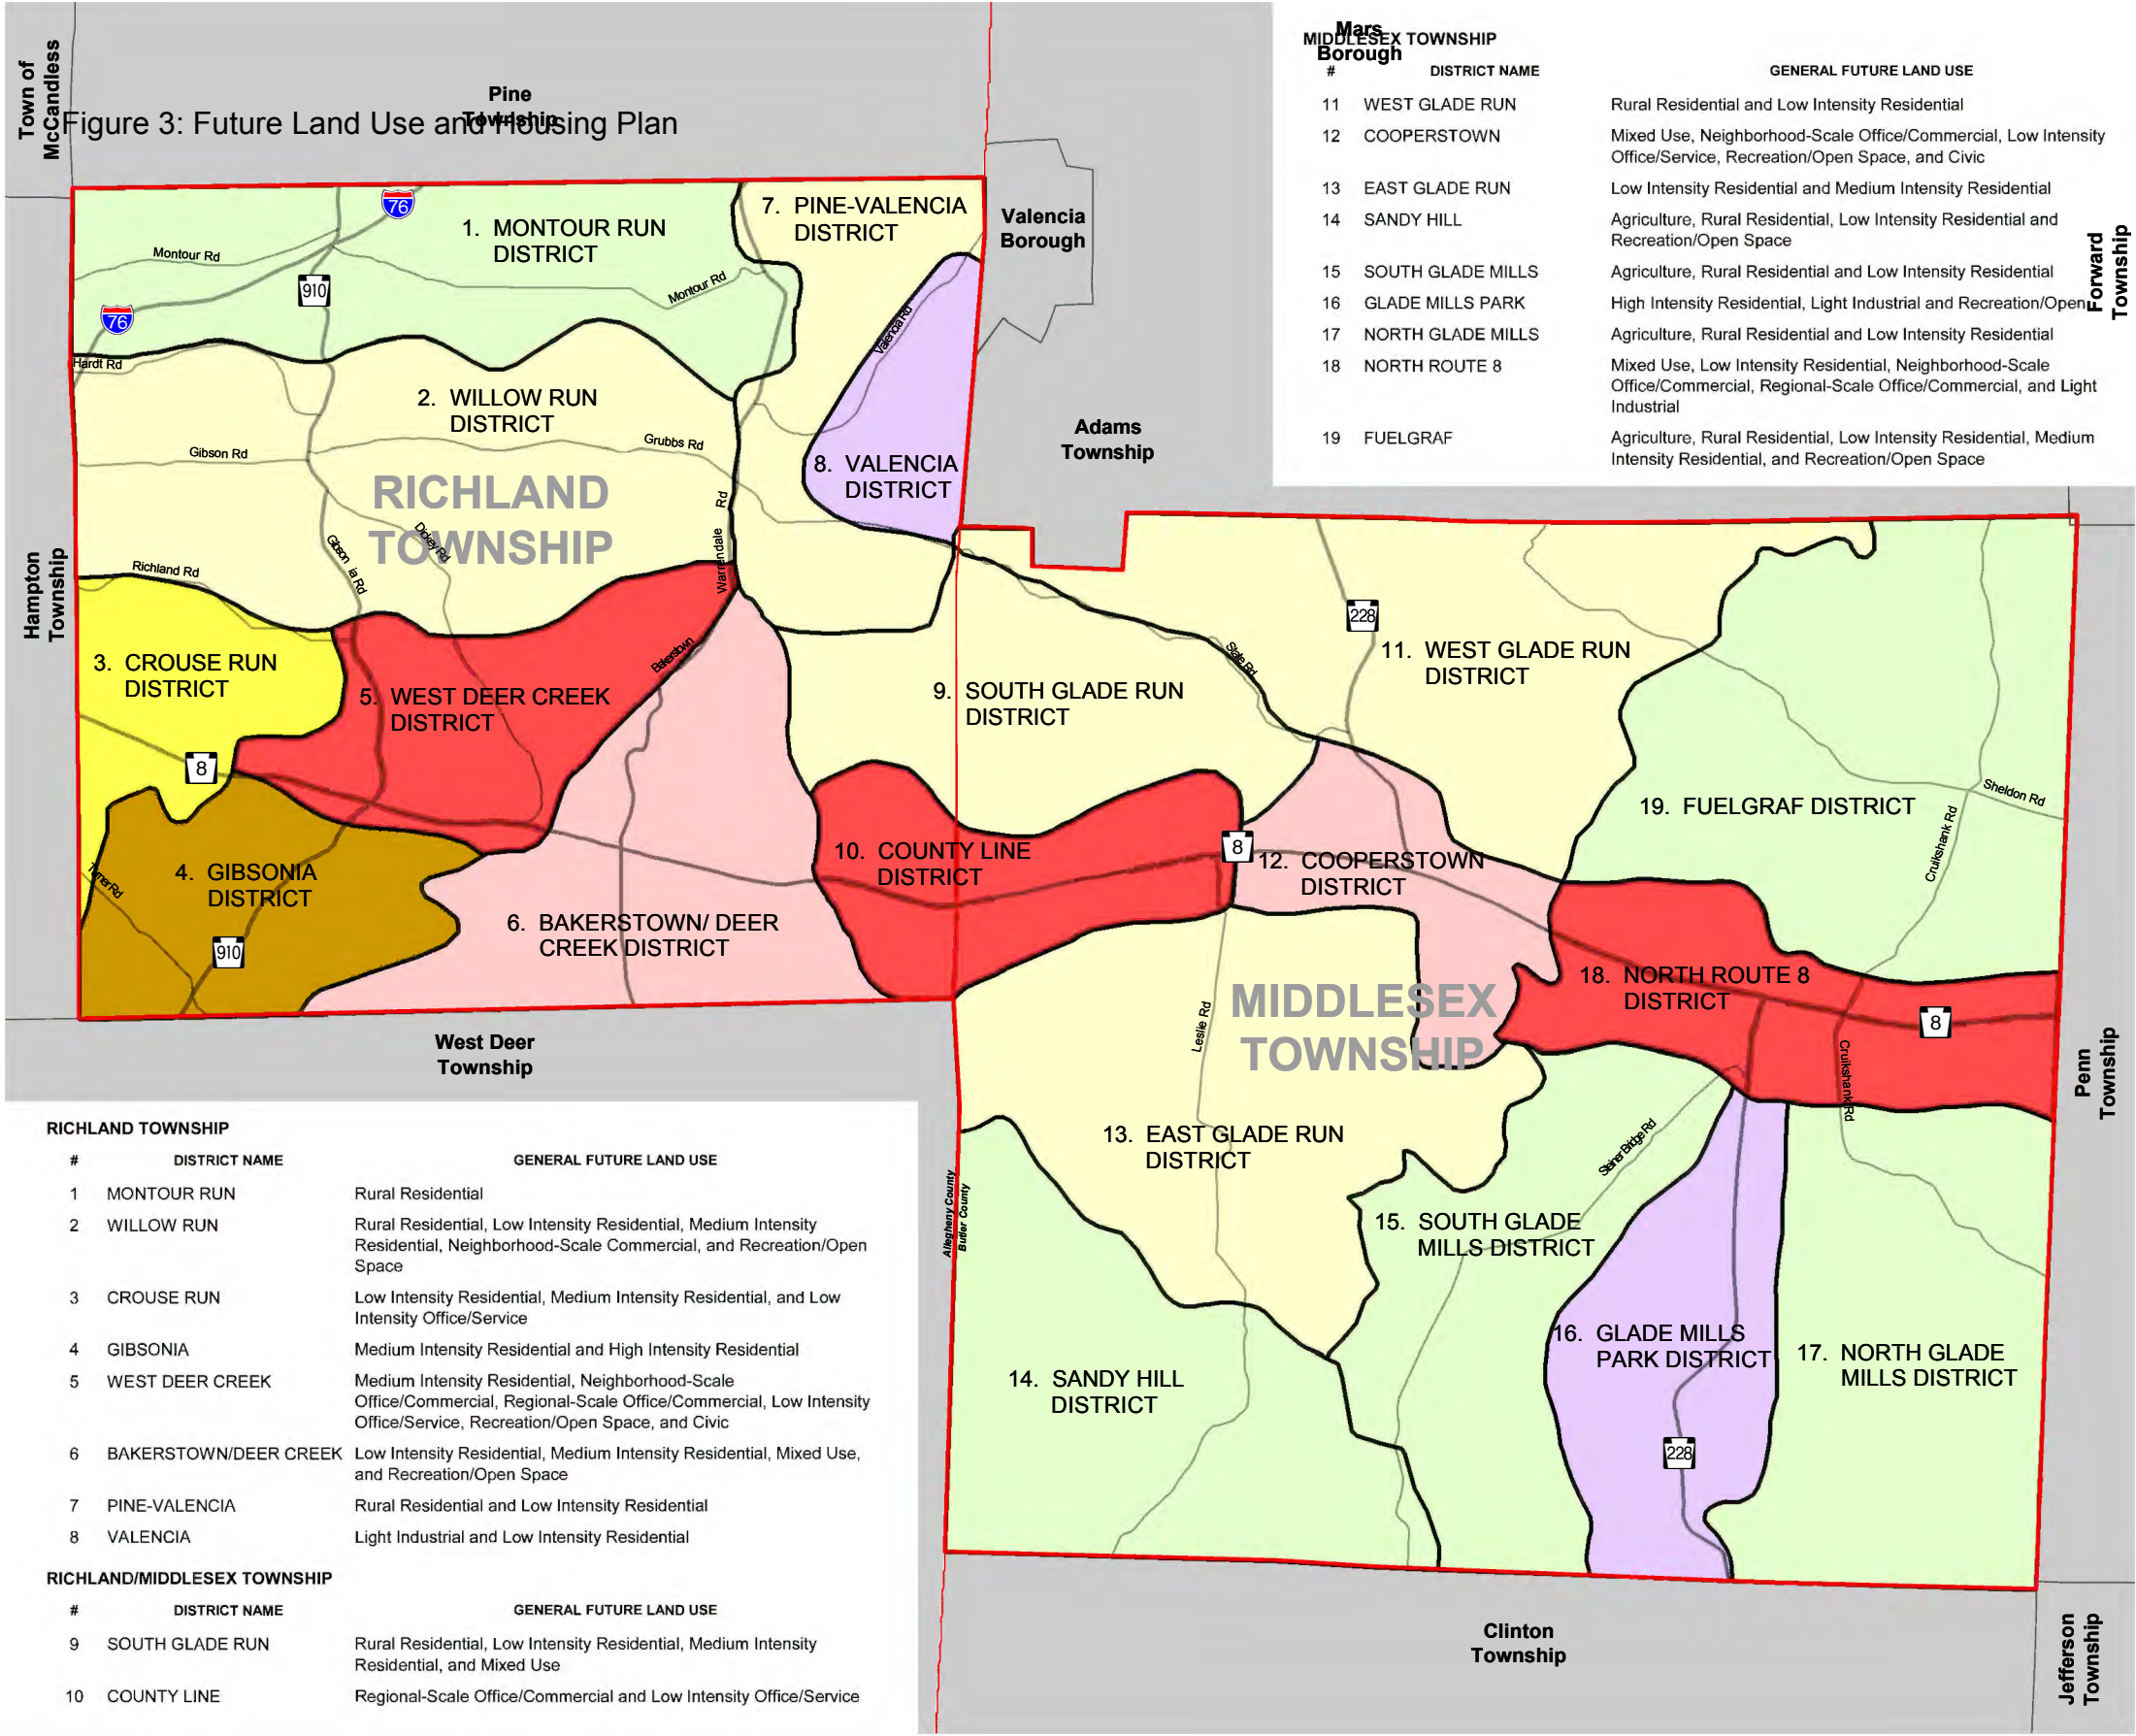 Town of
McCandless
Pine
Township
Figure 3: Future Land Use and Housing Plan
Mars
Borough
MIDDLESEX TOWNSHIP
# DISTRICT NAME GENERAL FUTURE LAND USE
11 WEST GLADE RUN Rural Residential and Low Intensity Residential
12 COOPERSTOWN Mixed Use, Neighborhood-Scale Office/Commercial, Low Intensity
Office/Service, Recreation/Open Space, and Civic
13 EAST GLADE RUN Low Intensity Residential and Medium Intensity Residential
14 SANDY HILL Agriculture, Rural Residential, Low Intensity Residential and
Recreation/Open Space
15 SOUTH GLADE MILLS Agriculture, Rural Residential and Low Intensity Residential
16 GLADE MILLS PARK High Intensity Residential, Light Industrial and Recreation/Open
17 NORTH GLADE MILLS Agriculture, Rural Residential and Low Intensity Residential
18 NORTH ROUTE 8 Mixed Use, Low Intensity Residential, Neighborhood-Scale
Office/Commercial, Regional-Scale Office/Commercial, and Light
Industrial
19 FUELGRAF Agriculture, Rural Residential, Low Intensity Residential, Medium
Intensity Residential, and Recreation/Open Space
Forward
Township
76
1. MONTOUR RUN
DISTRICT
7. PINE-VALENCIA
DISTRICT
Valencia
Borough
Montour Rd
910
Montour Rd
76
Valencia Rd
Hardt Rd
2. WILLOW RUN
DISTRICT
Adams
Township
Gibson Rd
Grubbs Rd
8. VALENCIA
DISTRICT
RICHLAND
TOWNSHIP
Dickey Rd
Gibson ia Rd
Warrendale Rd
Hampton
Township
Richland Rd
228
3. CROUSE RUN
DISTRICT
Bakerstown
State Rd
11. WEST GLADE RUN
DISTRICT
5. WEST DEER CREEK
DISTRICT
9. SOUTH GLADE RUN
DISTRICT
8
Sheldon Rd
19. FUELGRAF DISTRICT
Cruikshank Rd
4. GIBSONIA
DISTRICT
Turner Rd
10. COUNTY LINE
DISTRICT
8
12. COOPERSTOWN
DISTRICT
6. BAKERSTOWN/ DEER
CREEK DISTRICT
910
18. NORTH ROUTE 8
DISTRICT
8
MIDDLESEX
TOWNSHIP
Leslie Rd
West Deer
Township
Cruikshank Rd
Penn
Township
13. EAST GLADE RUN
DISTRICT
Steiner Bridge Rd
Allegheny County
Butler County
15. SOUTH GLADE
MILLS DISTRICT
16. GLADE MILLS
PARK DISTRICT
17. NORTH GLADE
MILLS DISTRICT
14. SANDY HILL
DISTRICT
228
Clinton
Township
Jefferson
Township
RICHLAND TOWNSHIP
# DISTRICT NAME GENERAL FUTURE LAND USE
1 MONTOUR RUN Rural Residential
2 WILLOW RUN Rural Residential, Low Intensity Residential, Medium Intensity
Residential, Neighborhood-Scale Commercial, and Recreation/Open
Space
3 CROUSE RUN Low Intensity Residential, Medium Intensity Residential, and Low
Intensity Office/Service
4 GIBSONIA Medium Intensity Residential and High Intensity Residential
5 WEST DEER CREEK Medium Intensity Residential, Neighborhood-Scale
Office/Commercial, Regional-Scale Office/Commercial, Low Intensity
Office/Service, Recreation/Open Space, and Civic
6 BAKERSTOWN/DEER CREEK Low Intensity Residential, Medium Intensity Residential, Mixed Use,
and Recreation/Open Space
7 PINE-VALENCIA Rural Residential and Low Intensity Residential
8 VALENCIA Light Industrial and Low Intensity Residential
RICHLAND/MIDDLESEX TOWNSHIP
# DISTRICT NAME GENERAL FUTURE LAND USE
9 SOUTH GLADE RUN Rural Residential, Low Intensity Residential, Medium Intensity
Residential, and Mixed Use
10 COUNTY LINE Regional-Scale Office/Commercial and Low Intensity Office/Service